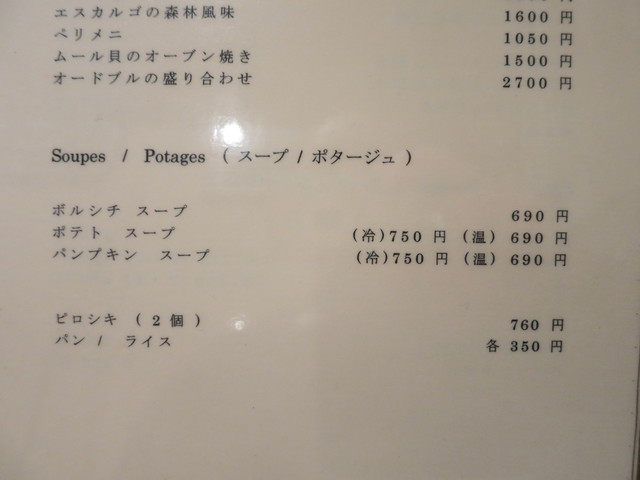 エスカルゴの森林風味 1600 円
ペリメニ 1050 円
ムール貝のオーブン焼き 1500 円
オードブルの盛り合わせ 2700 円
Soupes / Potages ( スープ / ポタージュ )
ボルシチ スープ 690 円
ポテト スープ (冷)750 円 (温) 690 円
パンプキン スープ (冷)750 円 (温) 690 円
ピロシキ ( 2 個 ) 760 円
パン / ライス 各 350 円